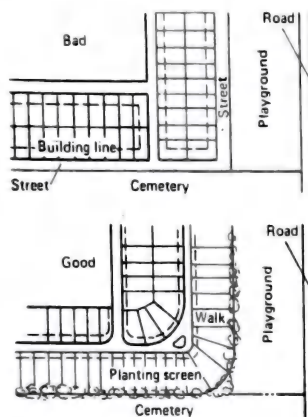 Road
Bad
Street
Playground
Building line
Street
Cemetery
Good
Road
Walk
Playground
Planting screen
Cemetery